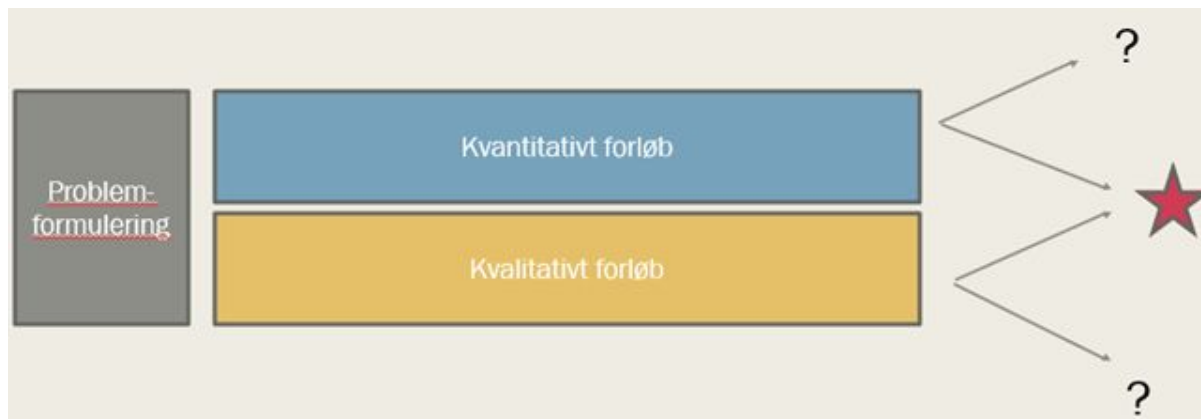 ?
Kvantitativt forløb
Problem-
formulering
Kvalitativt forløb
?